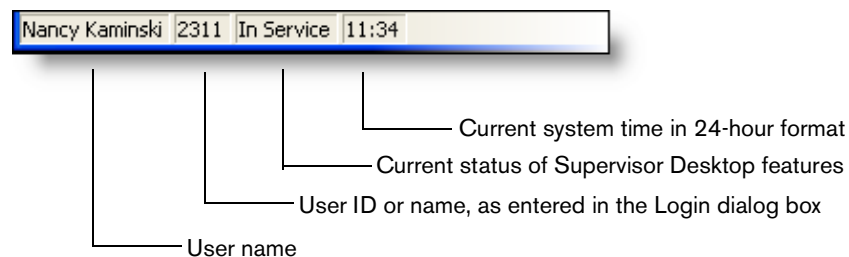 Nancy Kaminski 2311 In Service 11:34
Current system time in 24-hour format
Current status of Supervisor Desktop features
User ID or name, as entered in the Login dialog box
User name